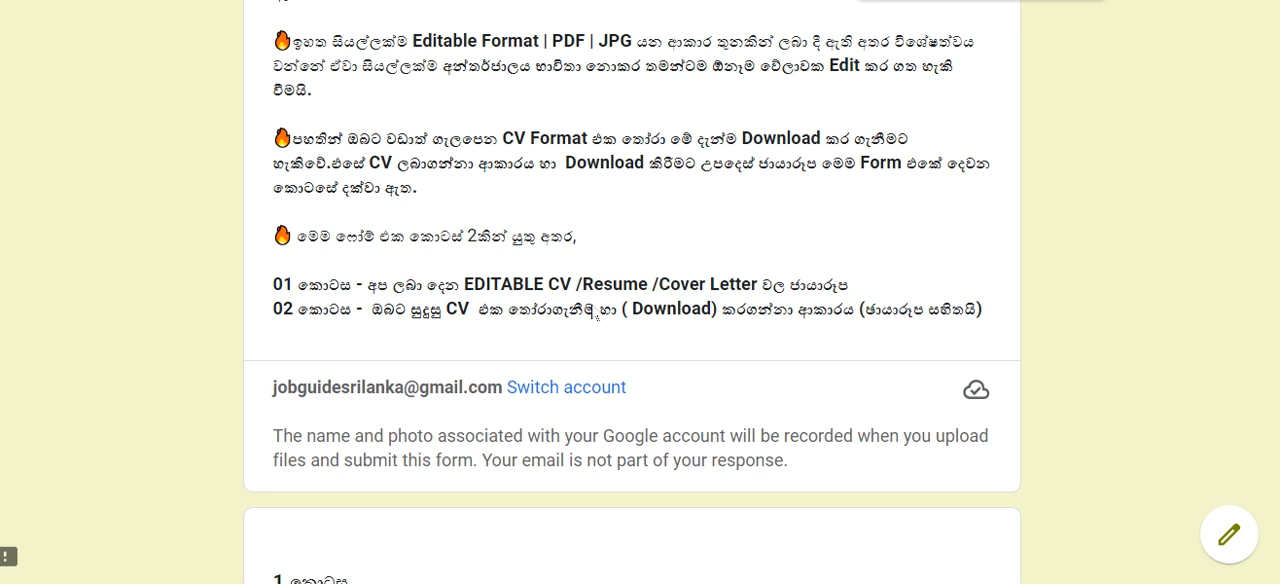 🔥ඉහත සියල්ලක්ම Editable Format | PDF | JPG යන ආකාර තුනකින් ලබා දී ඇති අතර විශේෂත්වය
වන්නේ ඒවා සියල්ලක්ම අන්තර්ජාලය භාවිතා නොකර තමන්ටම ඕනෑම වේලාවක Edit කර ගත හැකි
වීමයි.
🔥පහතින් ඔබට වඩාත් ගැලපෙන CV Format එක තෝරා මේ දැන්ම Download කර ගැනීමට
හැකිවේ.එසේ CV ලබාගන්නා ආකාරය හා Download කිරීමට උපදෙස් ජායාරූප මෙම Form එකේ දෙවන
කොටසේ දක්වා ඇත.
🔥 මෙම ෆෝම් එක කොටස් 2කින් යුතු අතර,
01 කොටස - අප ලබා දෙන EDITABLE CV /Resume /Cover Letter වල ජායාරූප
02 කොටස - ඔබට සුදුසු CV එක හා ( Download) කරගන්නා ආකාරය (ඡායාරූප සහිතයි)
jobguidesrilanka@gmail.com Switch account
The name and photo associated with your Google account will be recorded when you upload
files and submit this form. Your email is not part of your response.
1 කොටස